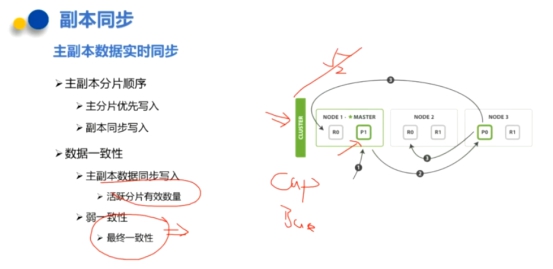 副本同步
主副本数据实时同步
主副本分片顺序
主分片优先写入
副本同步写入
数据一致性
主副本数据同步写入
活跃分片有效数量
弱一致性
最终一致性
CLUSTER
NODE 1 - ★ MASTER
R0
P1
NODE 2
R0
R1
NODE 3
P0
R1
1
2
3
3
Cap